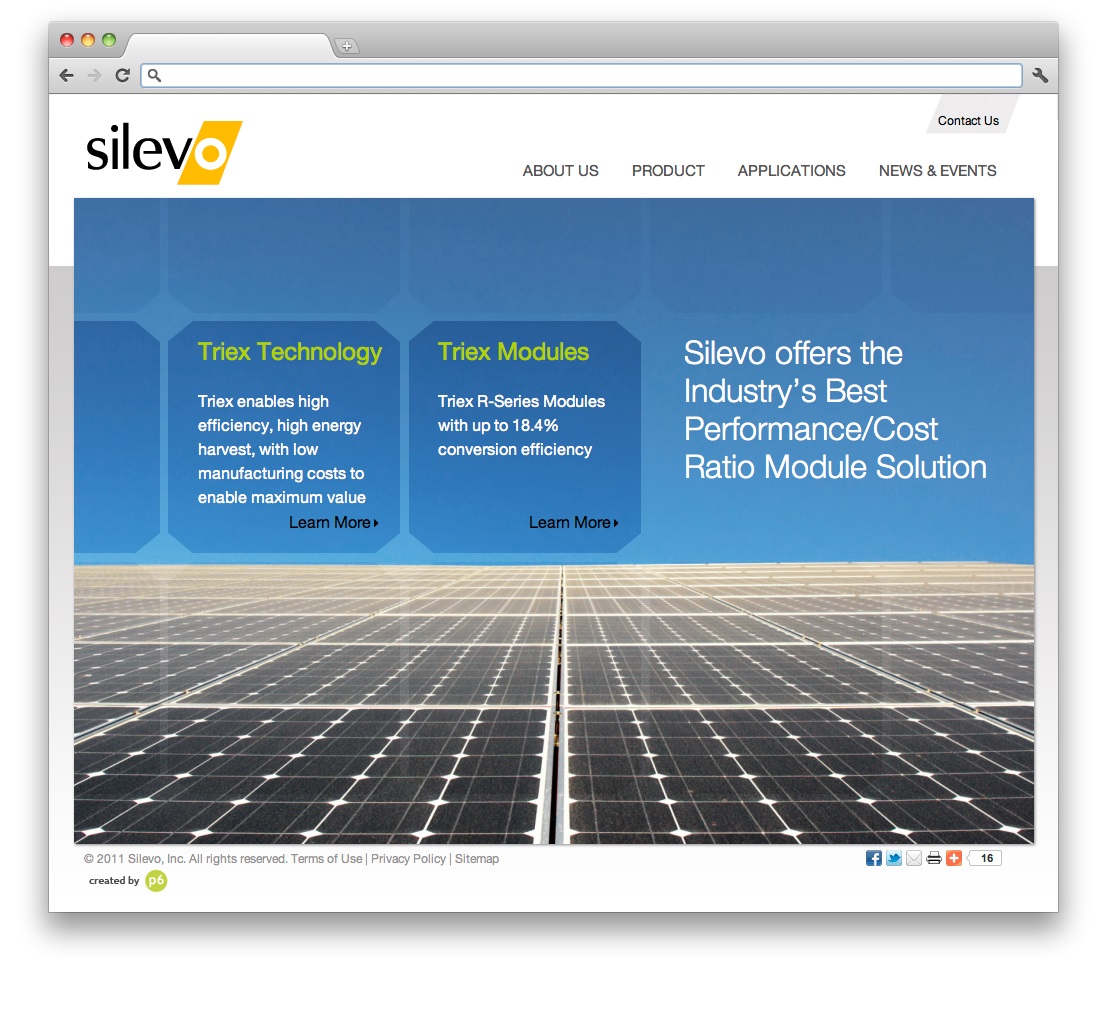 silevo
Contact Us
ABOUT US
PRODUCT
APPLICATIONS
NEWS & EVENTS
Triex Technology
Triex enables high
efficiency, high energy
harvest, with low
manufacturing costs to
enable maximum value
Learn More
Triex Modules
Triex R-Series Modules
with up to 18.4%
conversion efficiency
Learn More
Silevo offers the
Industry’s Best
Performance/Cost
Ratio Module Solution
© 2011 Silevo, Inc. All rights reserved. Terms of Use | Privacy Policy | Sitemap
16
created by p6